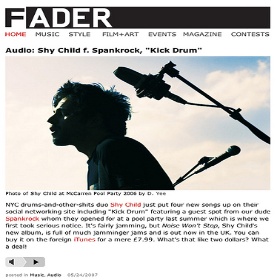 FADER
HOME MUSIC STYLE FILM+ART EVENTS MAGAZINE CONTESTS
Audio: Shy Child f. Spankrock, "Kick Drum"
Photo of Shy Child at McCarren Pool Party 2006 by D. Yee
NYC drums-and-other-shits duo Shy Child just put four new songs up on their
social networking site including "Kick Drum" featuring a guest spot from our dude
Spankrock whom they opened for at a pool party last summer which is where we
first took serious notice. It's fairly jamming, but Noise Won't Stop, Shy Child's
new album, is full of much jamminger jams and is out now in the UK. You can
buy it on the foreign iTunes for a mere £7.99. What's that like two dollars? What
a deal!
posted in Music, Audio 05/24/2007